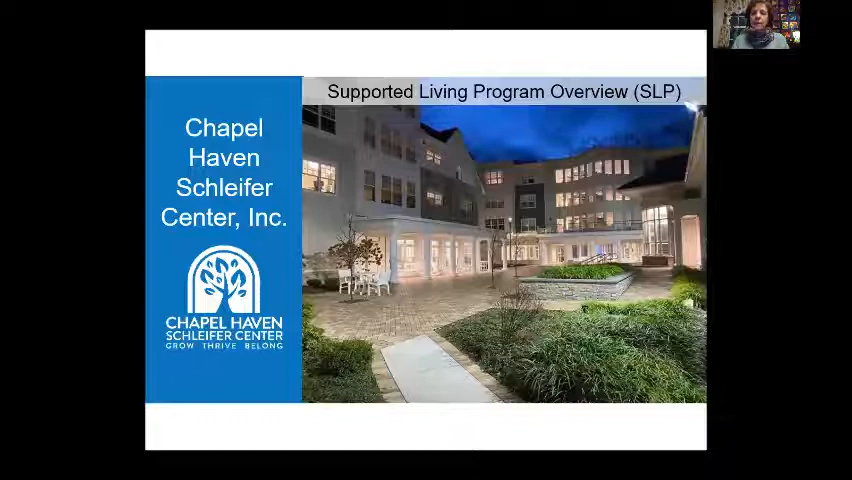 Supported Living Program Overview (SLP)
Chapel
Haven
Schleifer
Center, Inc.
CHAPEL HAVEN
SCHLEIFER CENTER
GROW THRIVE BELONG